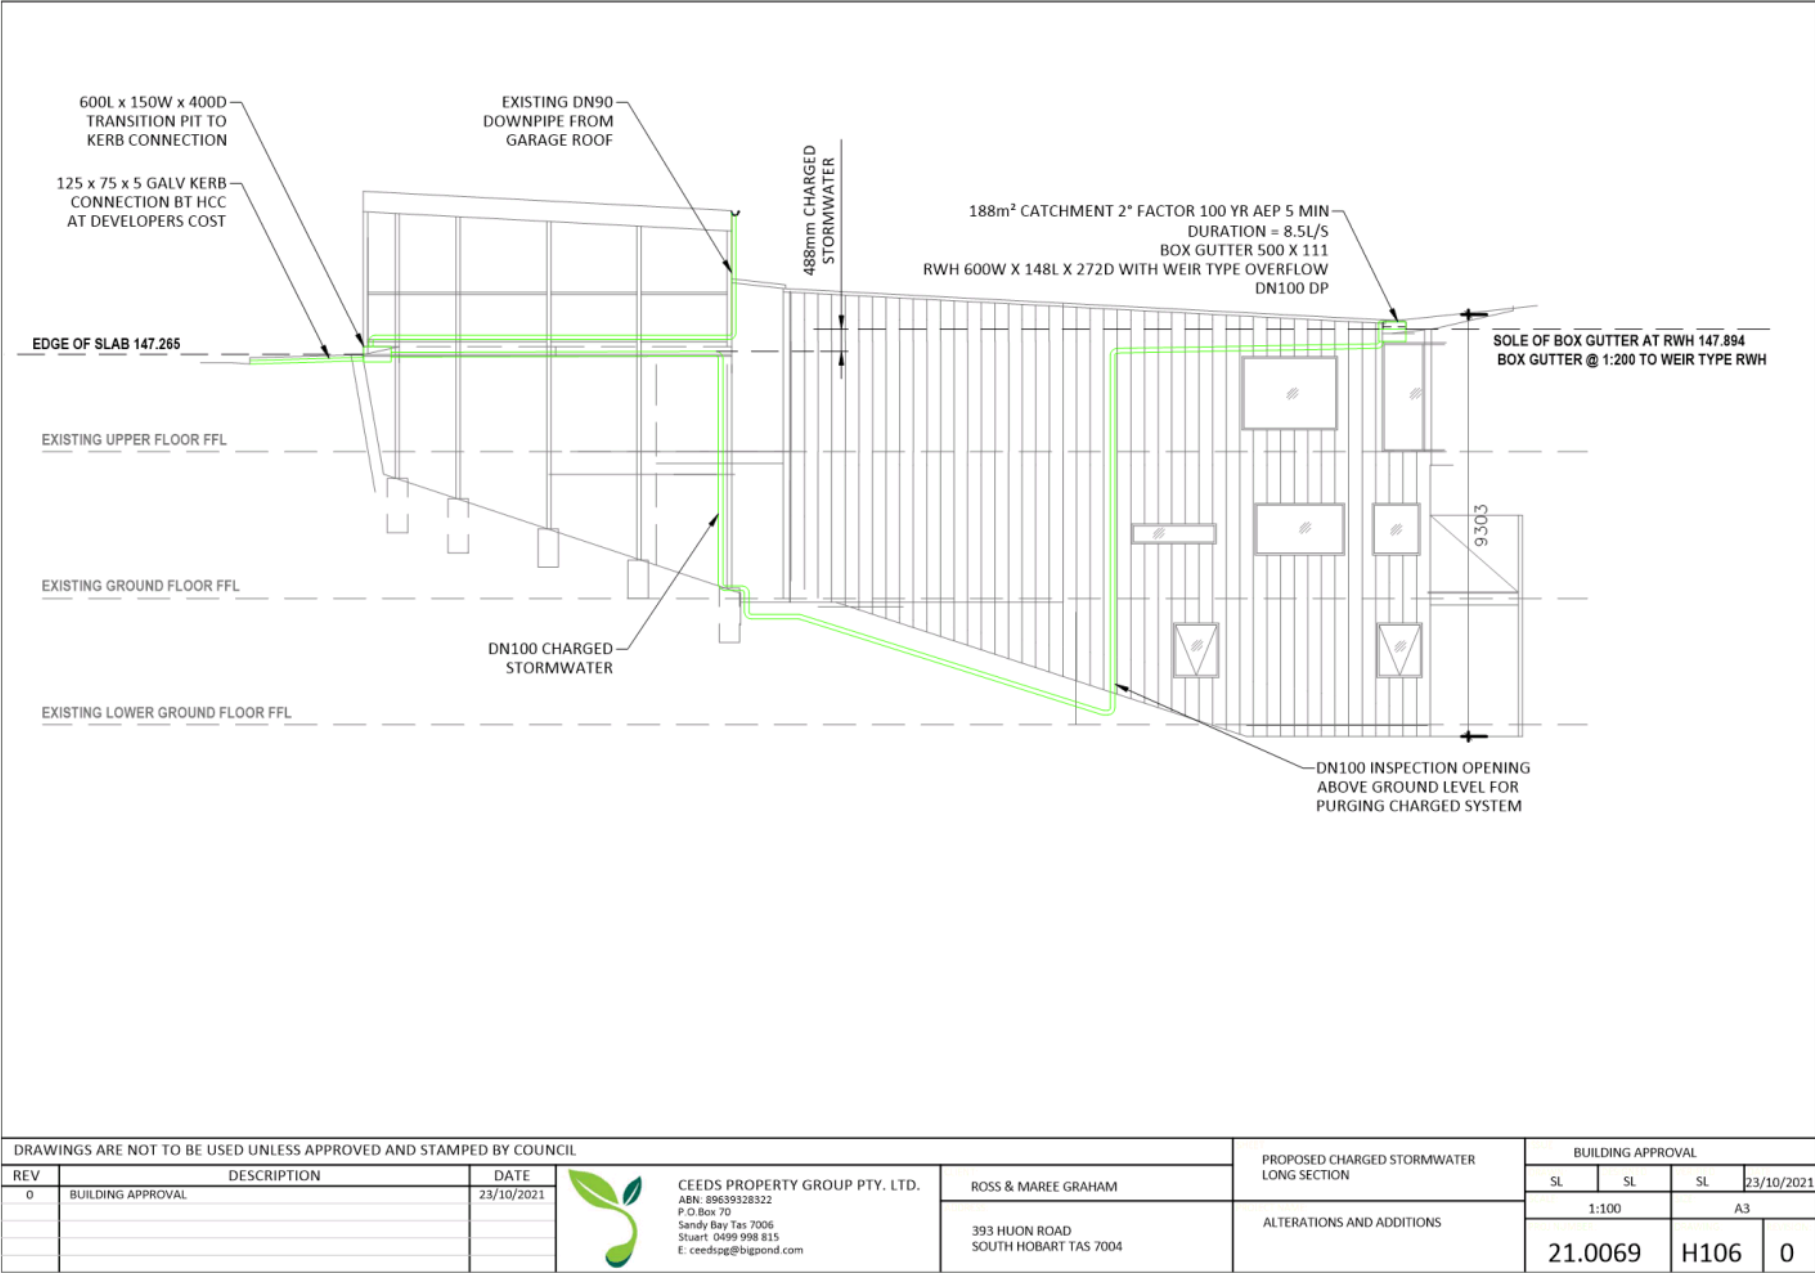 600L x 150W x 400D
TRANSITION PIT TO
KERB CONNECTION
EXISTING DN90
DOWNPIPE FROM
GARAGE ROOF
125 x 75 x 5 GALV KERB
CONNECTION BT HCC
AT DEVELOPERS COST
488mm CHARGED
STORMWATER
188m² CATCHMENT 2° FACTOR 100 YR AEP 5 MIN
DURATION = 8.5L/S
BOX GUTTER 500 X 111
RWH 600W X 148L X 272D WITH WEIR TYPE OVERFLOW
DN100 DP
EDGE OF SLAB 147.265
SOLE OF BOX GUTTER AT RWH 147.894
BOX GUTTER @ 1:200 TO WEIR TYPE RWH
EXISTING UPPER FLOOR FFL
9303
EXISTING GROUND FLOOR FFL
DN100 CHARGED
STORMWATER
EXISTING LOWER GROUND FLOOR FFL
DN100 INSPECTION OPENING
ABOVE GROUND LEVEL FOR
PURGING CHARGED SYSTEM
DRAWINGS ARE NOT TO BE USED UNLESS APPROVED AND STAMPED BY COUNCIL
REV DESCRIPTION DATE
0 BUILDING APPROVAL 23/10/2021
CEEDS PROPERTY GROUP PTY. LTD.
ABN: 89639328322
P.O.Box 70
Sandy Bay Tas 7006
Stuart 0499 998 815
E: ceedspg@bigpond.com
ROSS & MAREE GRAHAM
393 HUON ROAD
SOUTH HOBART TAS 7004
PROPOSED CHARGED STORMWATER
LONG SECTION
ALTERATIONS AND ADDITIONS
BUILDING APPROVAL
SL SL SL 23/10/2021
1:100 A3
21.0069 H106 0